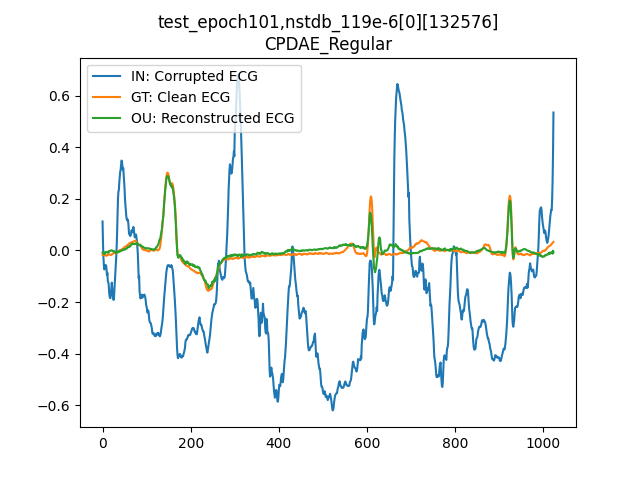 test_epoch101,nstdb_119e-6[0][132576]
CPDAE_Regular
IN: Corrupted ECG
GT: Clean ECG
OU: Reconstructed ECG
0.6
0.4
0.2
0.0
−0.2
−0.4
−0.6
0 200 400 600 800 1000